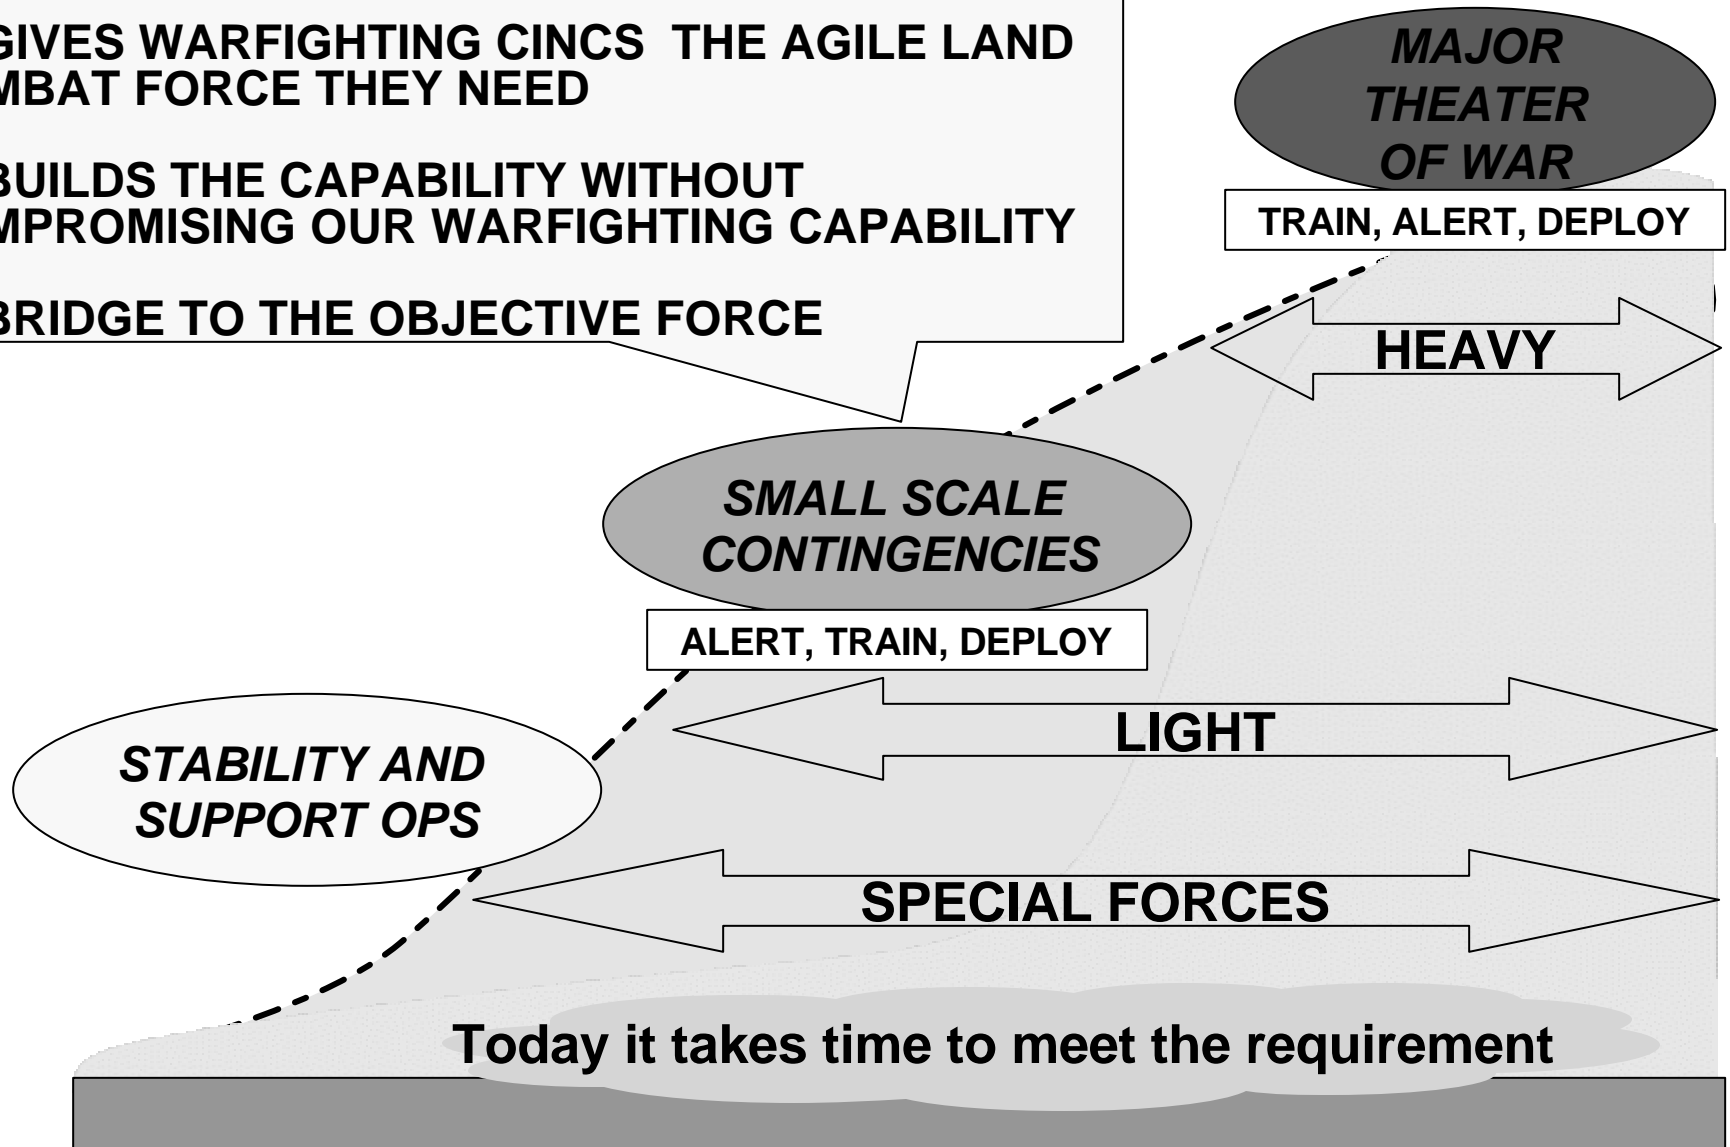 GIVES WARFIGHTING CINCS THE AGILE LAND
MBAT FORCE THEY NEED
BUILDS THE CAPABILITY WITHOUT
MPROMISING OUR WARFIGHTING CAPABILITY
BRIDGE TO THE OBJECTIVE FORCE
MAJOR
THEATER
OF WAR
TRAIN, ALERT, DEPLOY
HEAVY
SMALL SCALE
CONTINGENCIES
ALERT, TRAIN, DEPLOY
LIGHT
STABILITY AND
SUPPORT OPS
SPECIAL FORCES
Today it takes time to meet the requirement